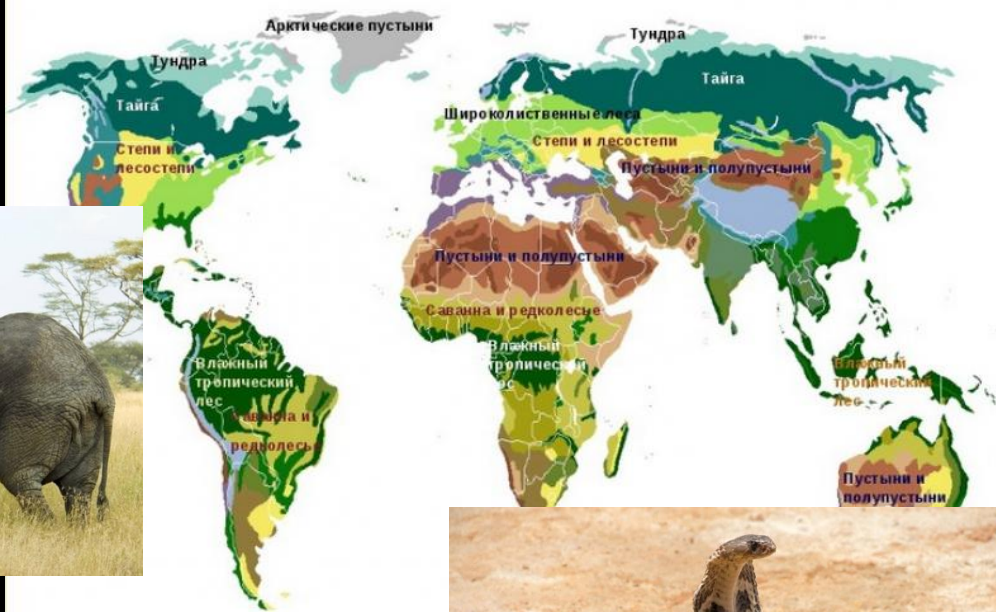 Арктические пустыни
Тундра
Тундра
Тайга
Тайга
Широколиственные леса
Степи и
лесостепи
Степи и лесостепи
Пустыни и полупустыни
Пустыни и полупустыни
Саванна и редколесье
Влажный
тропический
лес
Влажный
тропический
Влажный
тропический
лес
Саванна и
редколесье
Пустыни и
полупустыни